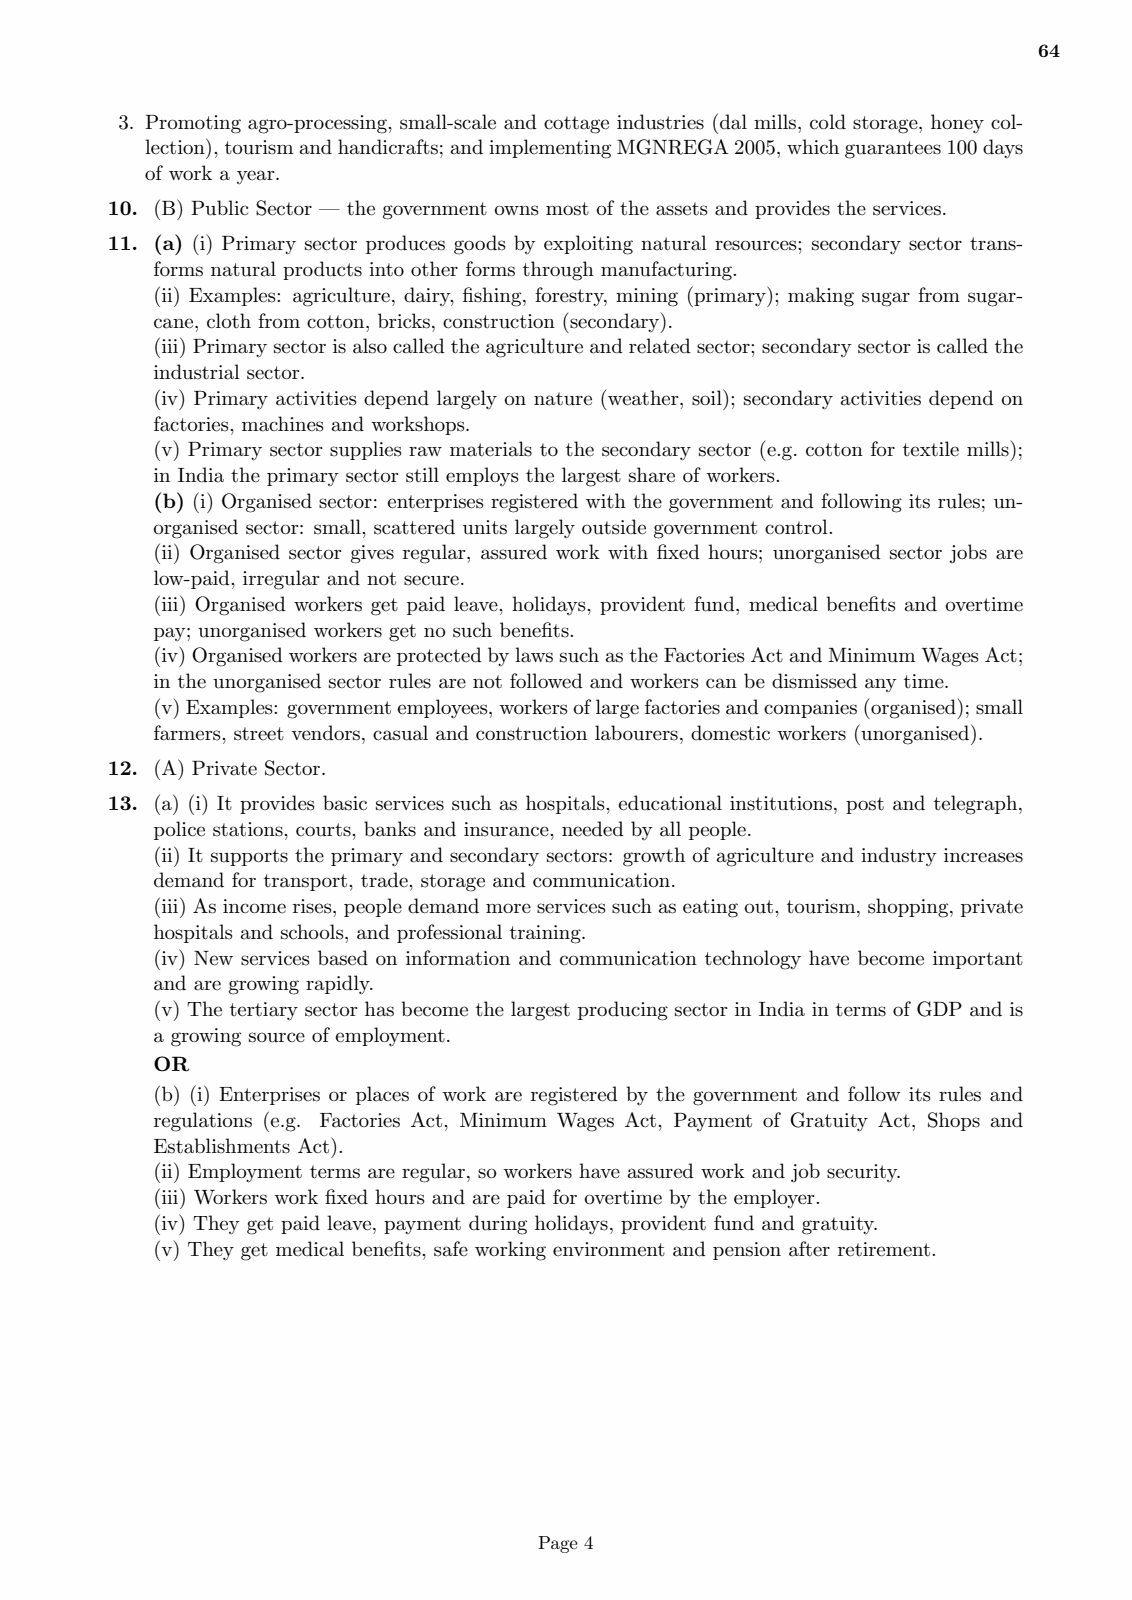 64
3. Promoting agro-processing, small-scale and cottage industries (dal mills, cold storage, honey col-
lection), tourism and handicrafts; and implementing MGNREGA 2005, which guarantees 100 days
of work a year.
10. (B) Public Sector — the government owns most of the assets and provides the services.
11. (a) (i) Primary sector produces goods by exploiting natural resources; secondary sector trans-
forms natural products into other forms through manufacturing.
(ii) Examples: agriculture, dairy, fishing, forestry, mining (primary); making sugar from sugar-
cane, cloth from cotton, bricks, construction (secondary).
(iii) Primary sector is also called the agriculture and related sector; secondary sector is called the
industrial sector.
(iv) Primary activities depend largely on nature (weather, soil); secondary activities depend on
factories, machines and workshops.
(v) Primary sector supplies raw materials to the secondary sector (e.g. cotton for textile mills);
in India the primary sector still employs the largest share of workers.
(b) (i) Organised sector: enterprises registered with the government and following its rules; un-
organised sector: small, scattered units largely outside government control.
(ii) Organised sector gives regular, assured work with fixed hours; unorganised sector jobs are
low-paid, irregular and not secure.
(iii) Organised workers get paid leave, holidays, provident fund, medical benefits and overtime
pay; unorganised workers get no such benefits.
(iv) Organised workers are protected by laws such as the Factories Act and Minimum Wages Act;
in the unorganised sector rules are not followed and workers can be dismissed any time.
(v) Examples: government employees, workers of large factories and companies (organised); small
farmers, street vendors, casual and construction labourers, domestic workers (unorganised).
12. (A) Private Sector.
13. (a) (i) It provides basic services such as hospitals, educational institutions, post and telegraph,
police stations, courts, banks and insurance, needed by all people.
(ii) It supports the primary and secondary sectors: growth of agriculture and industry increases
demand for transport, trade, storage and communication.
(iii) As income rises, people demand more services such as eating out, tourism, shopping, private
hospitals and schools, and professional training.
(iv) New services based on information and communication technology have become important
and are growing rapidly.
(v) The tertiary sector has become the largest producing sector in India in terms of GDP and is
a growing source of employment.
OR
(b) (i) Enterprises or places of work are registered by the government and follow its rules and
regulations (e.g. Factories Act, Minimum Wages Act, Payment of Gratuity Act, Shops and
Establishments Act).
(ii) Employment terms are regular, so workers have assured work and job security.
(iii) Workers work fixed hours and are paid for overtime by the employer.
(iv) They get paid leave, payment during holidays, provident fund and gratuity.
(v) They get medical benefits, safe working environment and pension after retirement.
Page 4